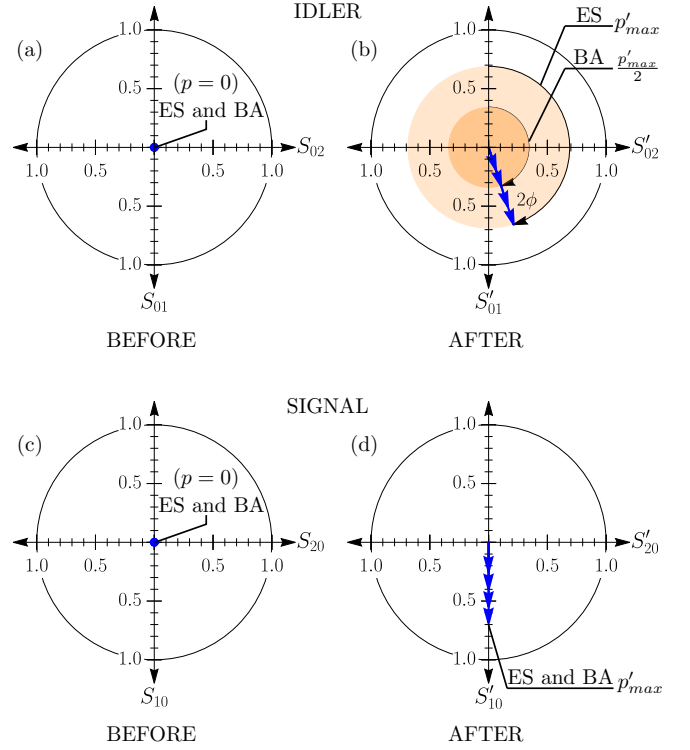 IDLER
(a)
1.0
0.5
(p = 0)
ES and BA
1.0
0.5
0.5
1.0
S₀₂
0.5
1.0
S₀₁
BEFORE
(b)
ES p′ₘₐₓ
BA p′ₘₐₓ/2
1.0
0.5
1.0
0.5
0.5
1.0
S′₀₂
0.5
2ϕ
1.0
S′₀₁
AFTER
SIGNAL
(c)
1.0
0.5
(p = 0)
ES and BA
1.0
0.5
0.5
1.0
S₂₀
0.5
1.0
S₁₀
BEFORE
(d)
1.0
0.5
1.0
0.5
0.5
1.0
S′₂₀
0.5
1.0
ES and BA p′ₘₐₓ
S′₁₀
AFTER